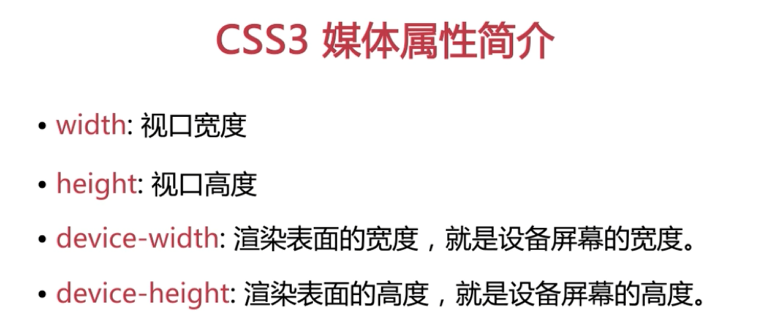 CSS3 媒体属性简介
• width: 视口宽度
• height: 视口高度
• device-width: 渲染表面的宽度，就是设备屏幕的宽度。
• device-height: 渲染表面的高度，就是设备屏幕的高度。